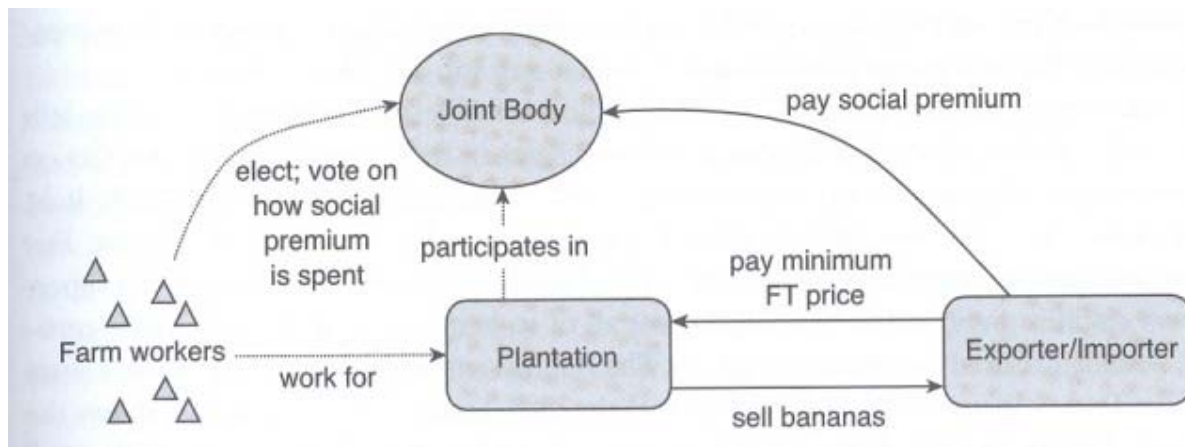 Joint Body
pay social premium
elect; vote on
how social
premium
is spent
participates in
pay minimum
FT price
Farm workers
work for
Plantation
Exporter/Importer
sell bananas